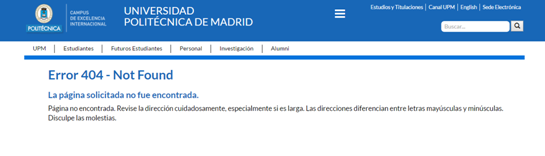 Estudios y Titulaciones | Canal UPM | English | Sede Electrónica
POLITÉCNICA
CAMPUS
DE EXCELENCIA
INTERNACIONAL
UNIVERSIDAD
POLITÉCNICA DE MADRID
Buscar...
UPM | Estudiantes | Futuros Estudiantes | Personal | Investigación | Alumni
Error 404 - Not Found
La página solicitada no fue encontrada.
Página no encontrada. Revise la dirección cuidadosamente, especialmente si es larga. Las direcciones diferencian entre letras mayúsculas y minúsculas.
Disculpe las molestias.